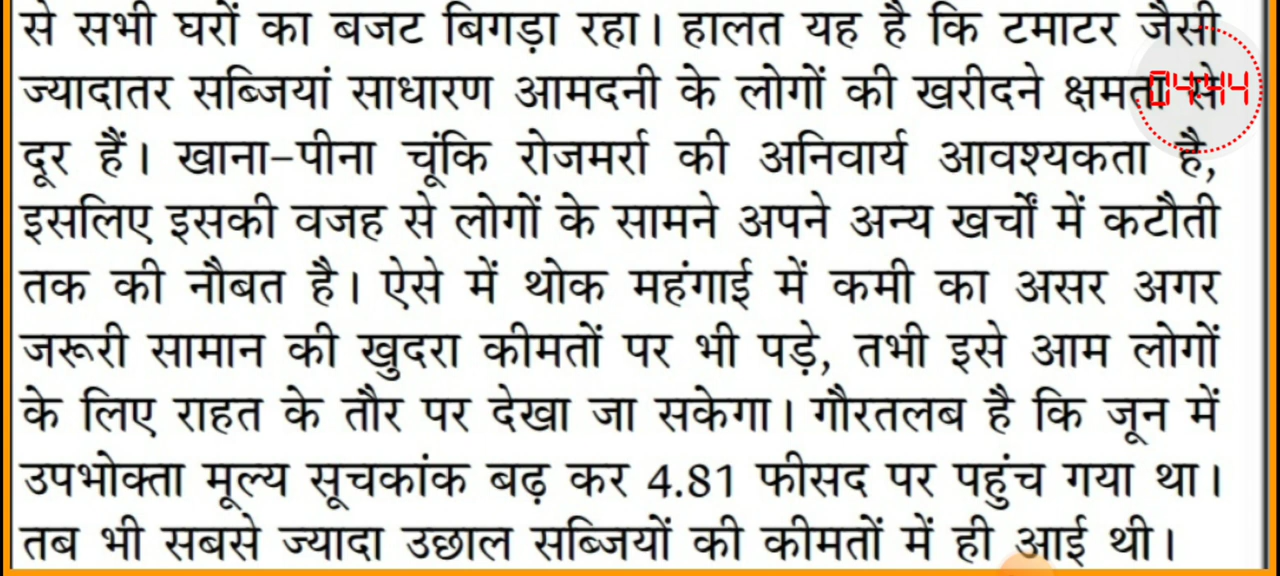 से सभी घरों का बजट बिगड़ा रहा। हालत यह है कि टमाटर जैसी
ज्यादातर सब्जियां साधारण आमदनी के लोगों की खरीदने क्षमता से
04:44
दूर हैं। खाना-पीना चूंकि रोजमर्रा की अनिवार्य आवश्यकता है,
इसलिए इसकी वजह से लोगों के सामने अपने अन्य खर्चों में कटौती
तक की नौबत है। ऐसे में थोक महंगाई में कमी का असर अगर
जरूरी सामान की खुदरा कीमतों पर भी पड़े, तभी इसे आम लोगों
के लिए राहत के तौर पर देखा जा सकेगा। गौरतलब है कि जून में
उपभोक्ता मूल्य सूचकांक बढ़ कर 4.81 फीसद पर पहुंच गया था।
तब भी सबसे ज्यादा उछाल सब्जियों की कीमतों में ही आई थी।